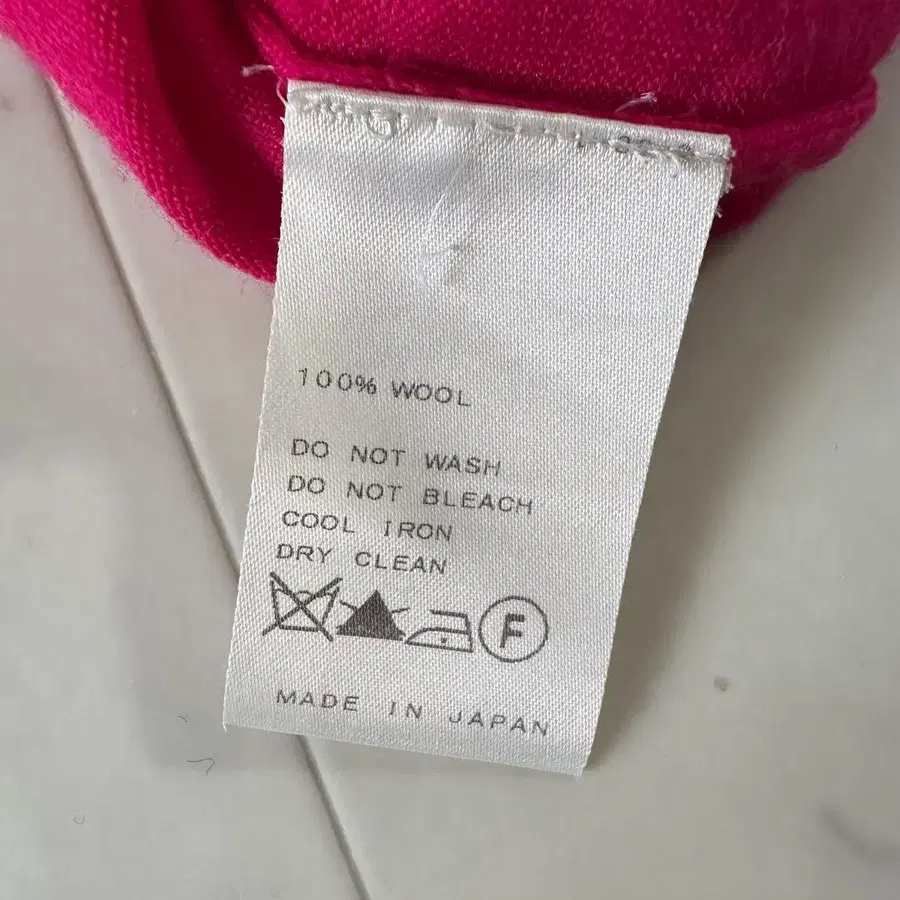 100% WOOL
DO NOT WASH
DO NOT BLEACH
COOL IRON
DRY CLEAN
F
MADE IN JAPAN